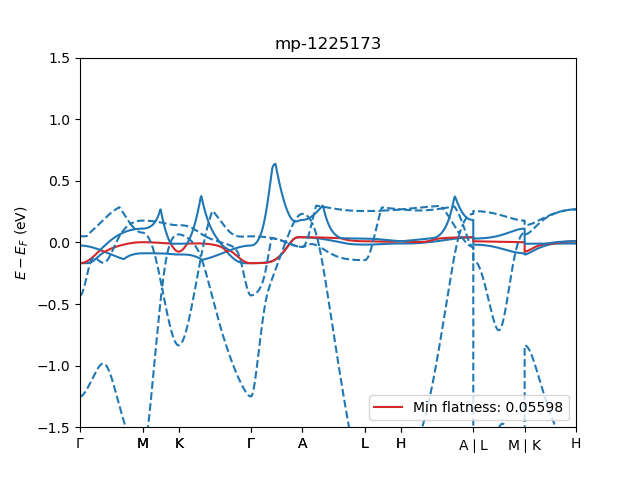 mp-1225173
E − E_F (eV)
1.5
1.0
0.5
0.0
−0.5
−1.0
−1.5
Min flatness: 0.05598
Γ M K Γ A L H A | L M | K H